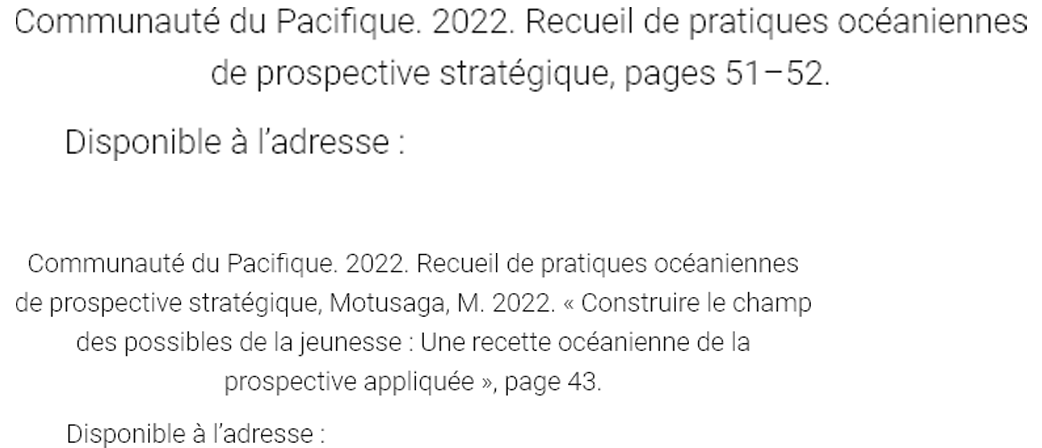 Communauté du Pacifique. 2022. Recueil de pratiques océaniennes
de prospective stratégique, pages 51–52.
Disponible à l’adresse :
Communauté du Pacifique. 2022. Recueil de pratiques océaniennes
de prospective stratégique, Motusaga, M. 2022. « Construire le champ
des possibles de la jeunesse : Une recette océanienne de la
prospective appliquée », page 43.
Disponible à l’adresse :